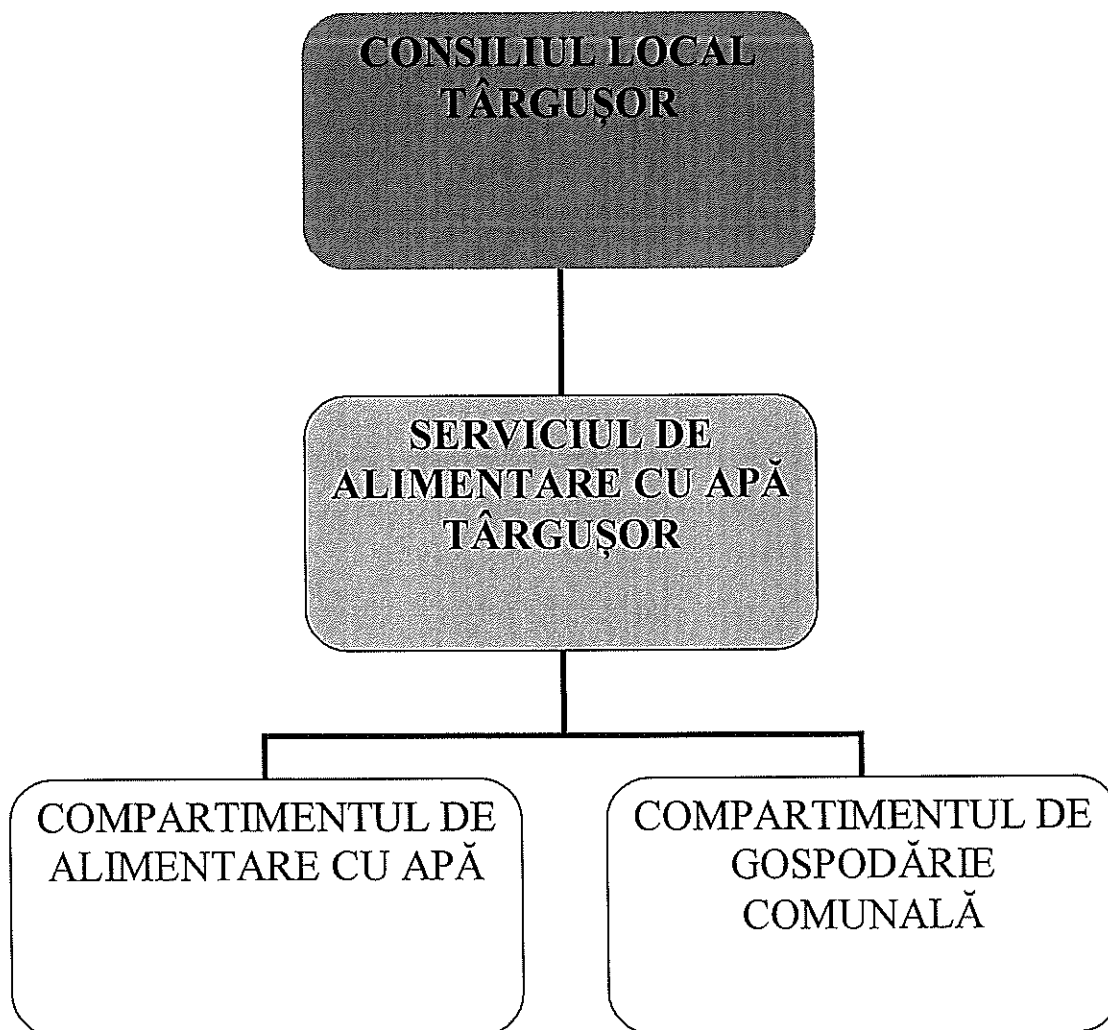 CONSILIUL LOCAL
TÂRGUȘOR
SERVICIUL DE
ALIMENTARE CU APĂ
TÂRGUȘOR
COMPARTIMENTUL DE
ALIMENTARE CU APĂ
COMPARTIMENTUL DE
GOSPODĂRIE
COMUNALĂ